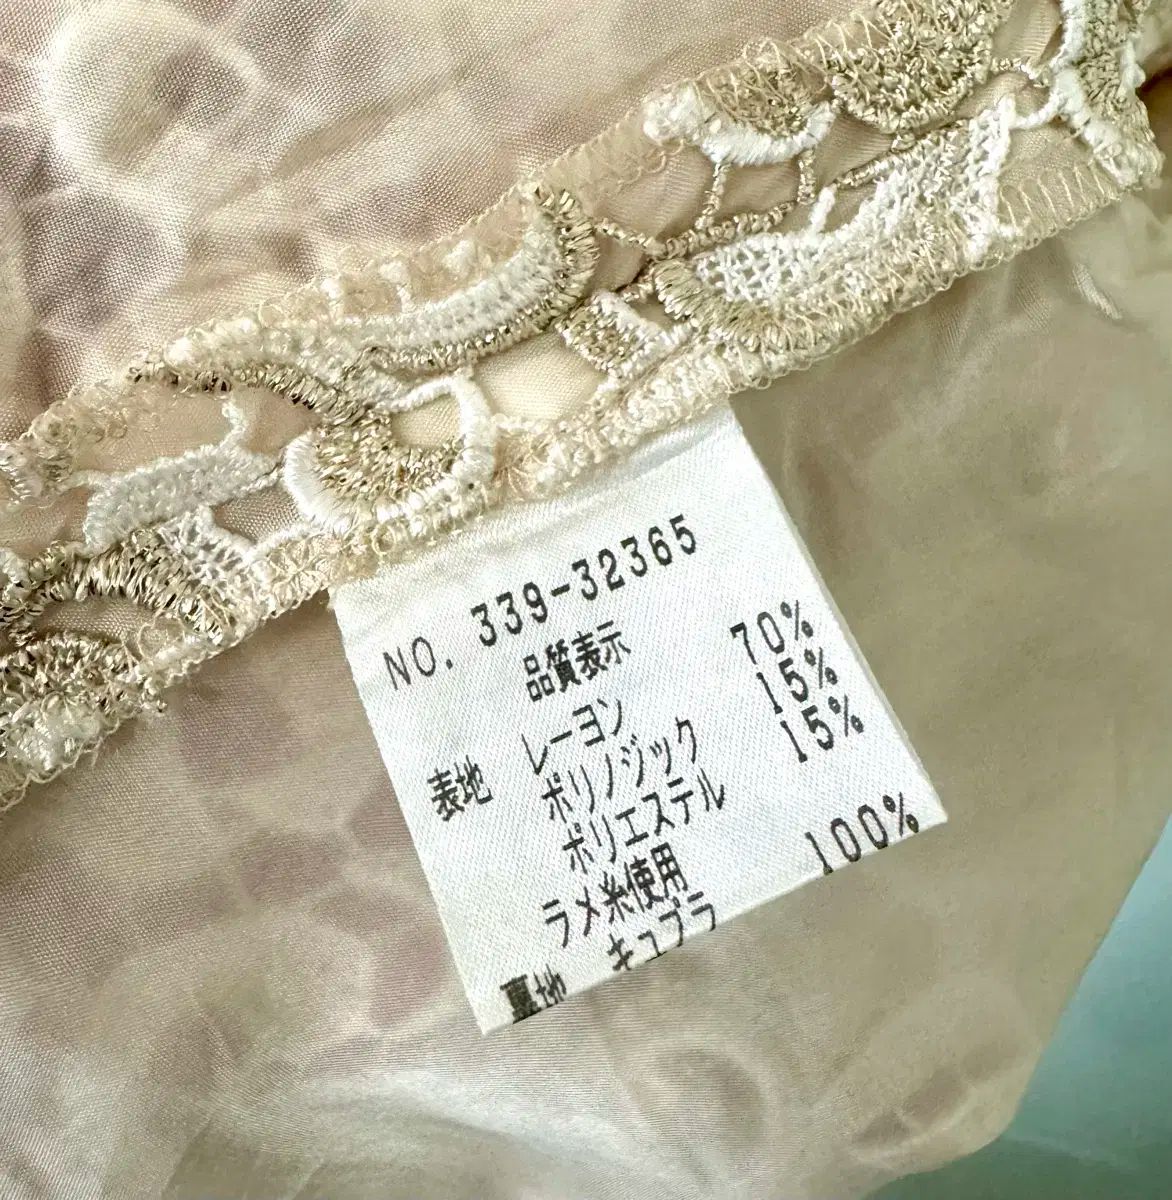 NO. 339-32365
品質表示
表地 レーヨン 70%
ポリノジック 15%
ポリエステル 15%
ラメ糸使用
裏地 キュプラ 100%